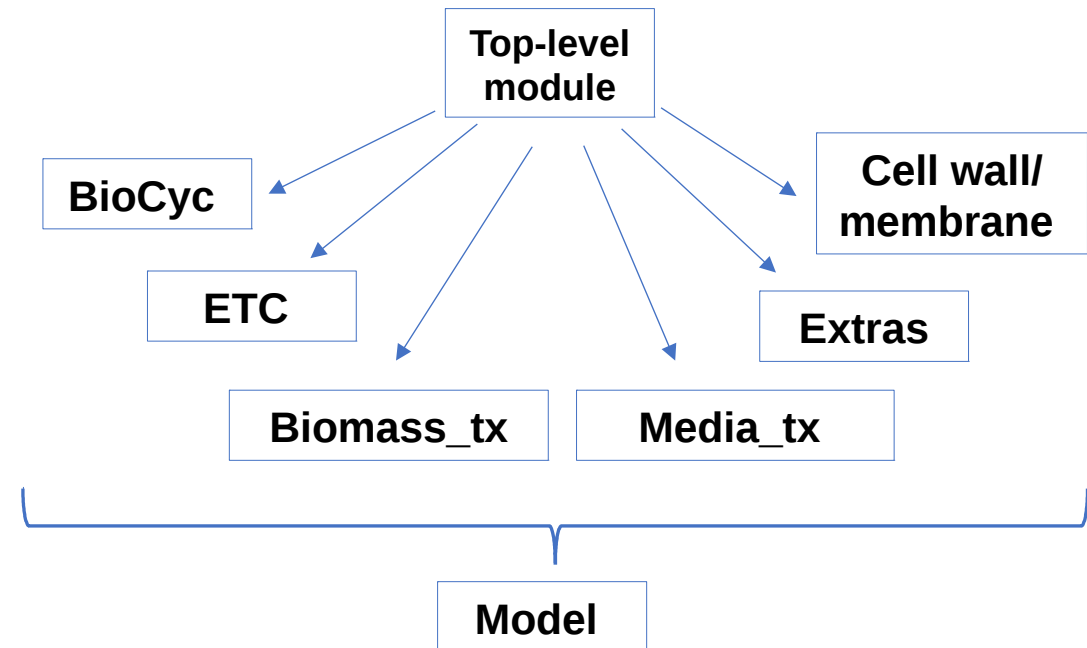 Top-level
module
BioCyc
Cell wall/
membrane
ETC
Extras
Biomass_tx
Media_tx
Model